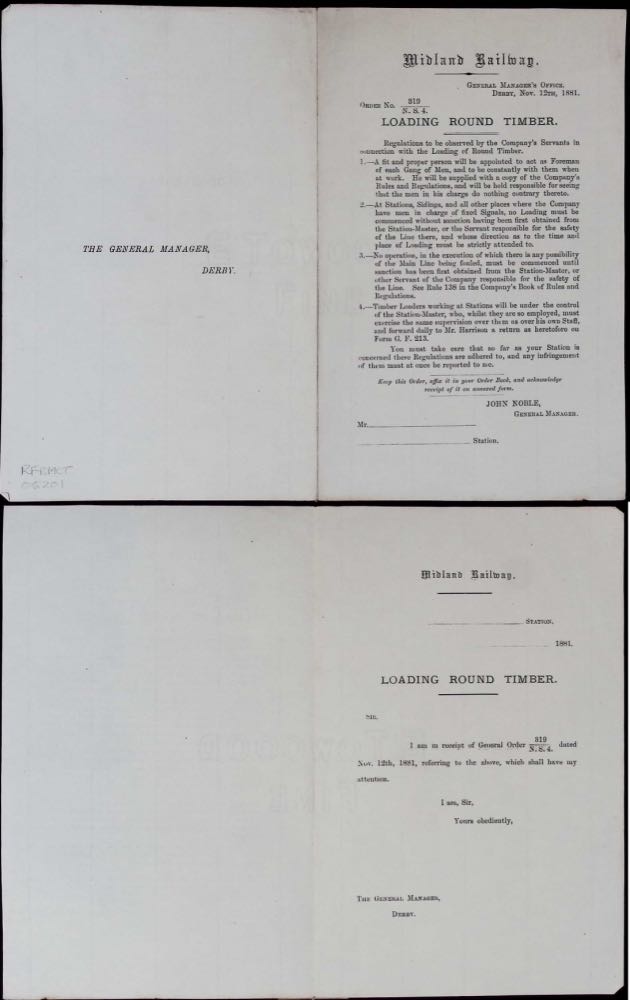 THE GENERAL MANAGER,
DERBY.
RFBMCT
06201
Midland Railway.
GENERAL MANAGER'S OFFICE.
DERBY, NOV. 12TH, 1881.
ORDER NO. 319
N. S. 4.
LOADING ROUND TIMBER.
Regulations to be observed by the Company's Servants in
connection with the Loading of Round Timber.
1.—A fit and proper person will be appointed to act as Foreman
of each Gang of Men, and to be constantly with them when
at work. He will be supplied with a copy of the Company's
Rules and Regulations, and will be held responsible for seeing
that the men in his charge do nothing contrary thereto.
2.—At Stations, Sidings, and all other places where the Company
have men in charge of fixed Signals, no Loading must be
commenced without sanction having been first obtained from
the Station-Master, or the Servant responsible for the safety
of the Line there, and whose direction as to the time and
place of Loading must be strictly attended to.
3.—No operation, in the execution of which there is any possibility
of the Main Line being fouled, must be commenced until
sanction has been first obtained from the Station-Master, or
other Servant of the Company responsible for the safety of
the Line. See Rule 138 in the Company's Book of Rules and
Regulations.
4.—Timber Loaders working at Stations will be under the control
of the Station-Master, who, whilst they are so employed, must
exercise the same supervision over them as over his own Staff,
and forward daily to Mr. Harrison a return as heretofore on
Form G. F. 213.
You must take care that so far as your Station is
concerned these Regulations are adhered to, and any infringement
of them must at once be reported to me.
Keep this Order, affix it in your Order Book, and acknowledge
receipt of it on annexed form.
JOHN NOBLE,
GENERAL MANAGER.
Mr.
Station.
Midland Railway.
STATION,
1881.
LOADING ROUND TIMBER.
SIR,
I am in receipt of General Order 319
N. S. 4. dated
Nov. 12th, 1881, referring to the above, which shall have my
attention.
I am, Sir,
Yours obediently,
THE GENERAL MANAGER,
DERBY.